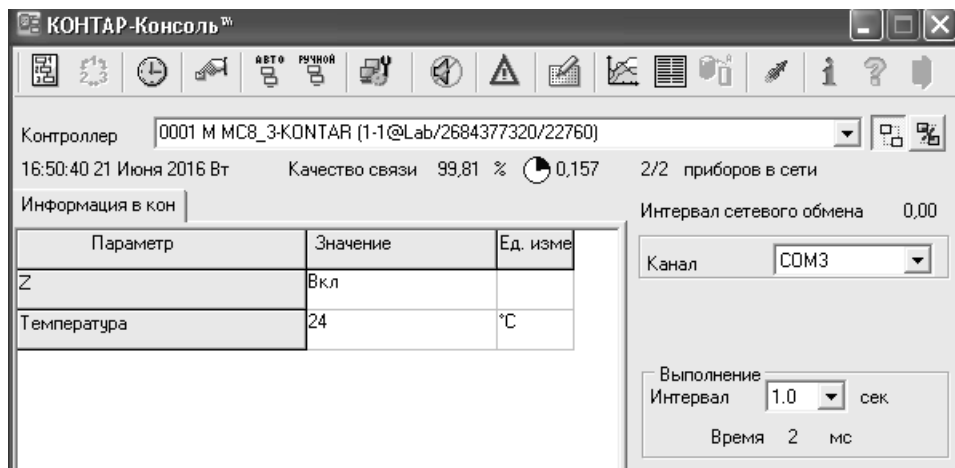 КОНТАР-Консоль™
АВТО РУЧНОЙ
Контроллер 0001 M MC8_3-KONTAR (1-1@Lab/2684377320/22760)
16:50:40 21 Июня 2016 Вт Качество связи 99,81 % 0,157 2/2 приборов в сети
Информация в кон
Интервал сетевого обмена 0,00
Параметр Значение Ед. изме
Канал COM3
Z Вкл
Температура 24 °C
Выполнение
Интервал 1.0 сек
Время 2 мс